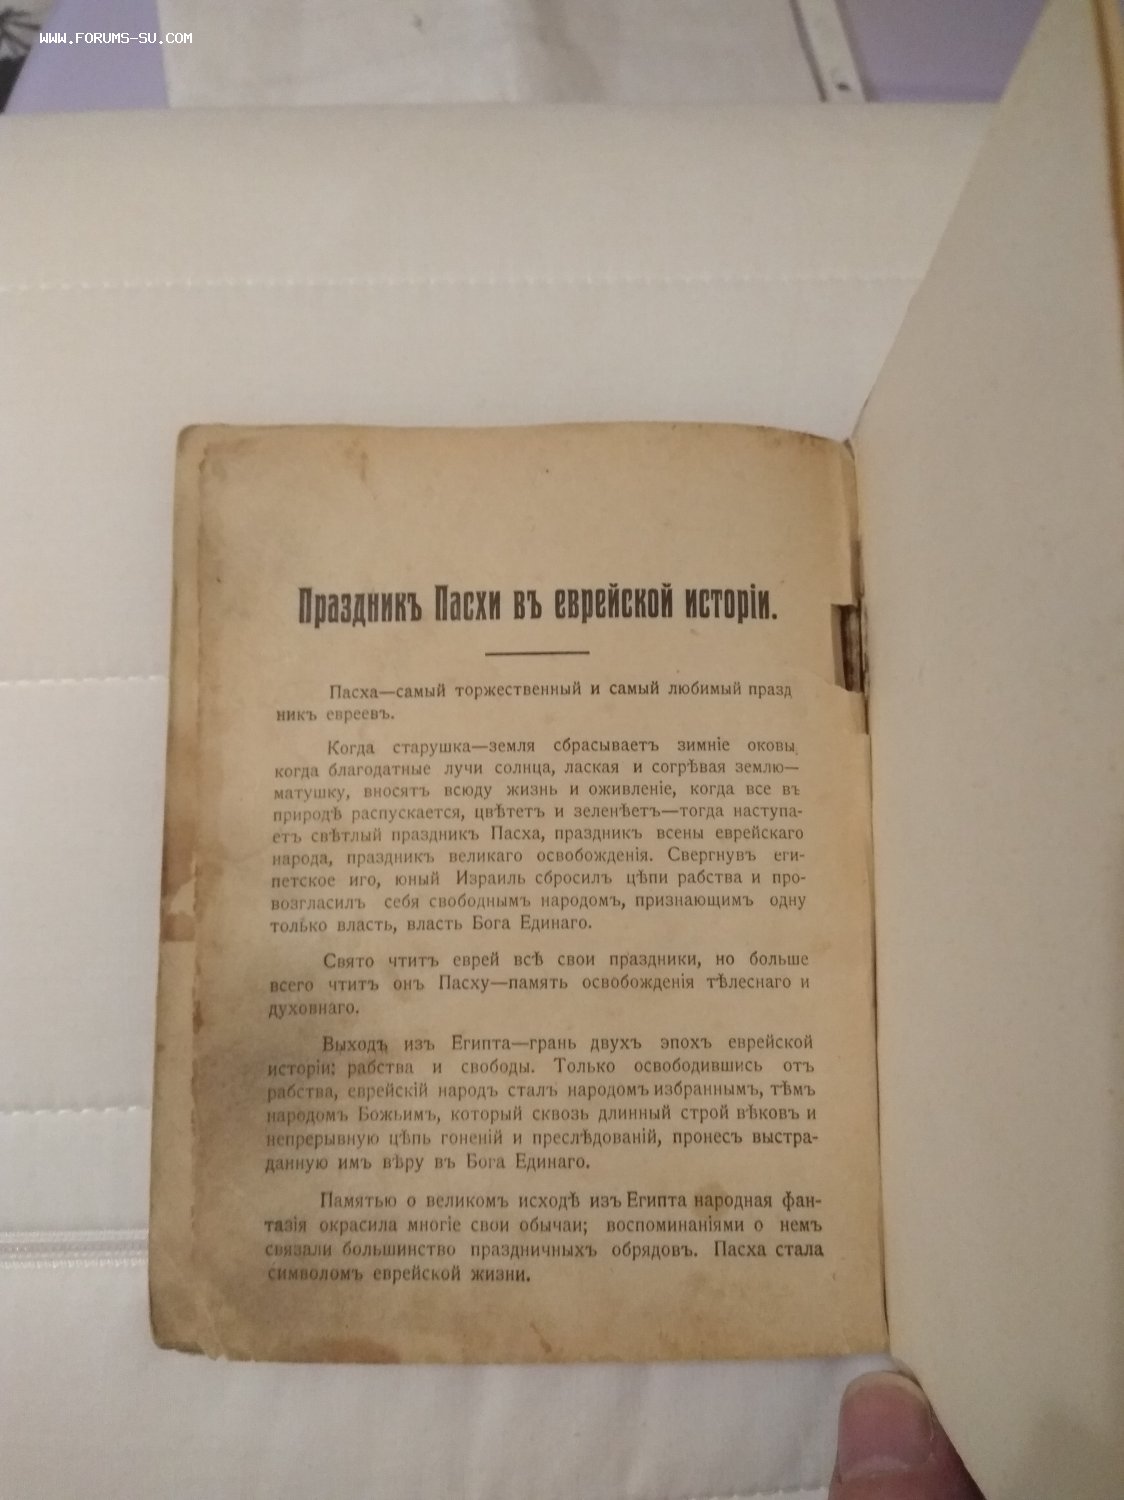 WWW.FORUMS-SU.COM
Праздникъ Пасхи въ еврейской исторіи.
Пасха—самый торжественный и самый любимый празд
никъ евреевъ.
Когда старушка—земля сбрасываетъ зимніе оковы,
когда благодатные лучи солнца, лаская и согрѣвая землю—
матушку, вносятъ всюду жизнь и оживленіе, когда все въ
природѣ распускается, цвѣтетъ и зеленѣетъ—тогда наступа-
етъ свѣтлый праздникъ Пасха, праздникъ всены еврейскаго
народа, праздникъ великаго освобожденія. Свергнувъ еги-
петское иго, юный Израиль сбросилъ цѣпи рабства и про-
возгласилъ себя свободнымъ народомъ, признающимъ одну
только власть, власть Бога Единаго.
Свято чтитъ еврей всѣ свои праздники, но больше
всего чтитъ онъ Пасху—память освобожденія тѣлеснаго и
духовнаго.
Выходъ изъ Египта—грань двухъ эпохъ еврейской
исторіи: рабства и свободы. Только освободившись отъ
рабства, еврейскій народъ сталъ народомъ избраннымъ, тѣмъ
народомъ Божьимъ, который сквозь длинный строй вѣковъ и
непрерывную цѣпь гоненій и преслѣдованій, пронесъ выстра-
данную имъ вѣру въ Бога Единаго.
Памятью о великомъ исходѣ изъ Египта народная фан-
тазія окрасила многіе свои обычаи; воспоминаніями о немъ
связали большинство праздничныхъ обрядовъ. Пасха стала
символомъ еврейской жизни.